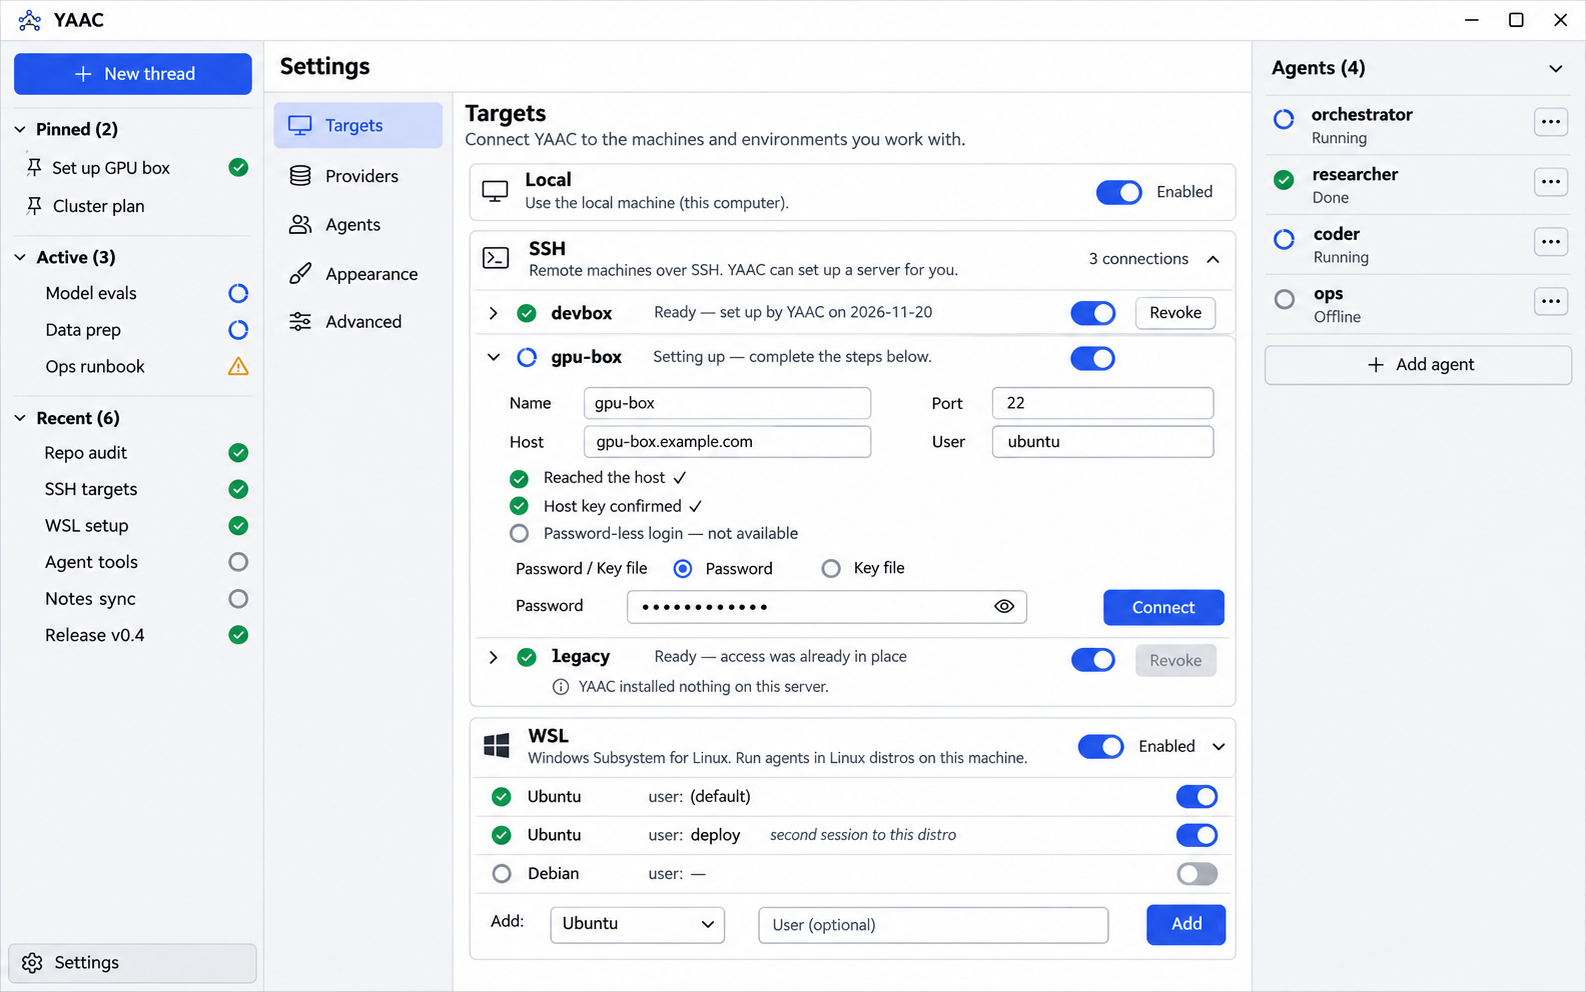 YAAC
New thread
Pinned (2)
Set up GPU box
Cluster plan
Active (3)
Model evals
Data prep
Ops runbook
Recent (6)
Repo audit
SSH targets
WSL setup
Agent tools
Notes sync
Release v0.4
Settings
Settings
Targets
Providers
Agents
Appearance
Advanced
Targets
Connect YAAC to the machines and environments you work with.
Local
Use the local machine (this computer).
Enabled
SSH
Remote machines over SSH. YAAC can set up a server for you.
3 connections
devbox Ready — set up by YAAC on 2026-11-20 Revoke
gpu-box Setting up — complete the steps below.
Name gpu-box Port 22
Host gpu-box.example.com User ubuntu
Reached the host ✓
Host key confirmed ✓
Password-less login — not available
Password / Key file Password Key file
Password •••••••••••• Connect
legacy Ready — access was already in place Revoke
YAAC installed nothing on this server.
WSL
Windows Subsystem for Linux. Run agents in Linux distros on this machine.
Enabled
Ubuntu user: (default)
Ubuntu user: deploy second session to this distro
Debian user: —
Add: Ubuntu User (optional) Add
Agents (4)
orchestrator
Running
researcher
Done
coder
Running
ops
Offline
Add agent